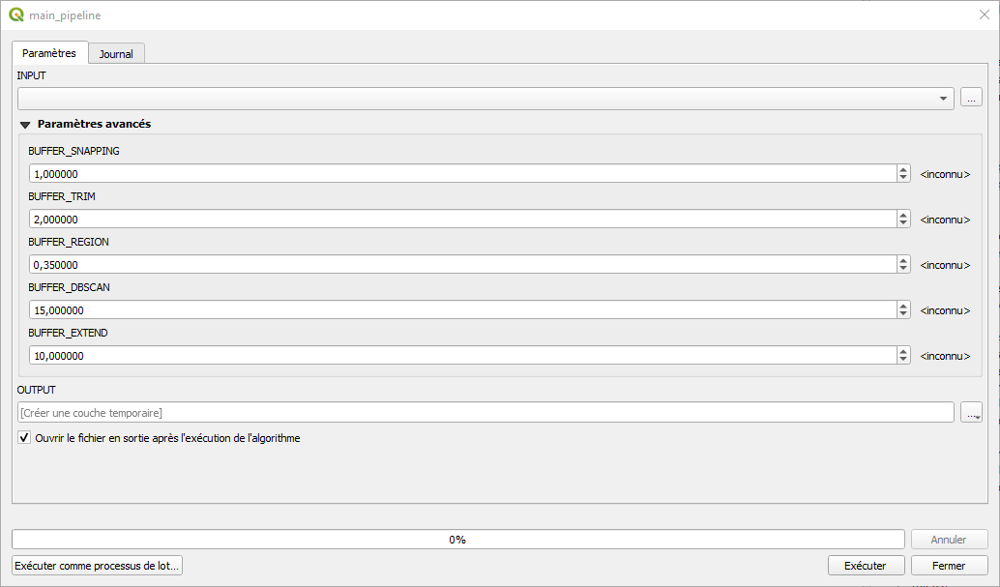 main_pipeline
Paramètres Journal
INPUT
...
Paramètres avancés
BUFFER_SNAPPING
1,000000 <inconnu>
BUFFER_TRIM
2,000000 <inconnu>
BUFFER_REGION
0,350000 <inconnu>
BUFFER_DBSCAN
15,000000 <inconnu>
BUFFER_EXTEND
10,000000 <inconnu>
OUTPUT
[Créer une couche temporaire] ...
Ouvrir le fichier en sortie après l'exécution de l'algorithme
0% Annuler
Exécuter comme processus de lot... Exécuter Fermer